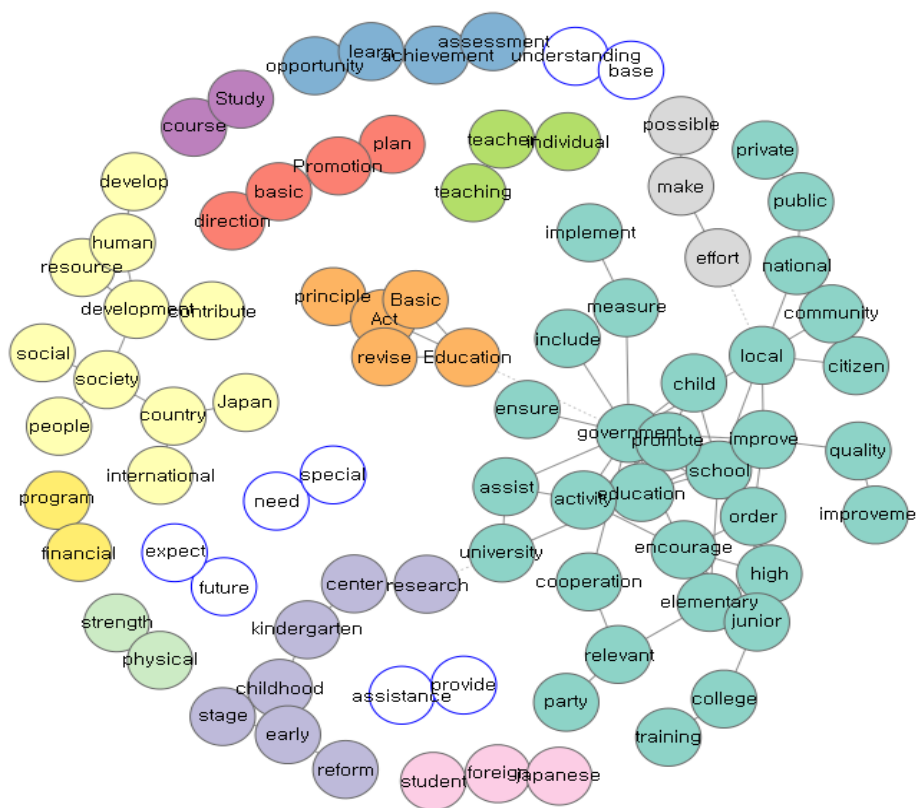 assessment
learn
achievement
opportunity
understanding
base
Study
course
plan
Promotion
basic
direction
teacher
individual
teaching
possible
make
effort
private
public
national
community
local
citizen
develop
human
resource
development
contribute
social
society
people
country
Japan
international
principle
Basic
Act
revise
Education
implement
measure
include
ensure
child
government
promote
improve
school
quality
assist
activity
education
order
improveme
university
encourage
cooperation
high
elementary
junior
relevant
party
college
training
program
financial
special
need
expect
future
strength
physical
center
research
kindergarten
childhood
stage
early
reform
provide
assistance
student
foreign
japanese